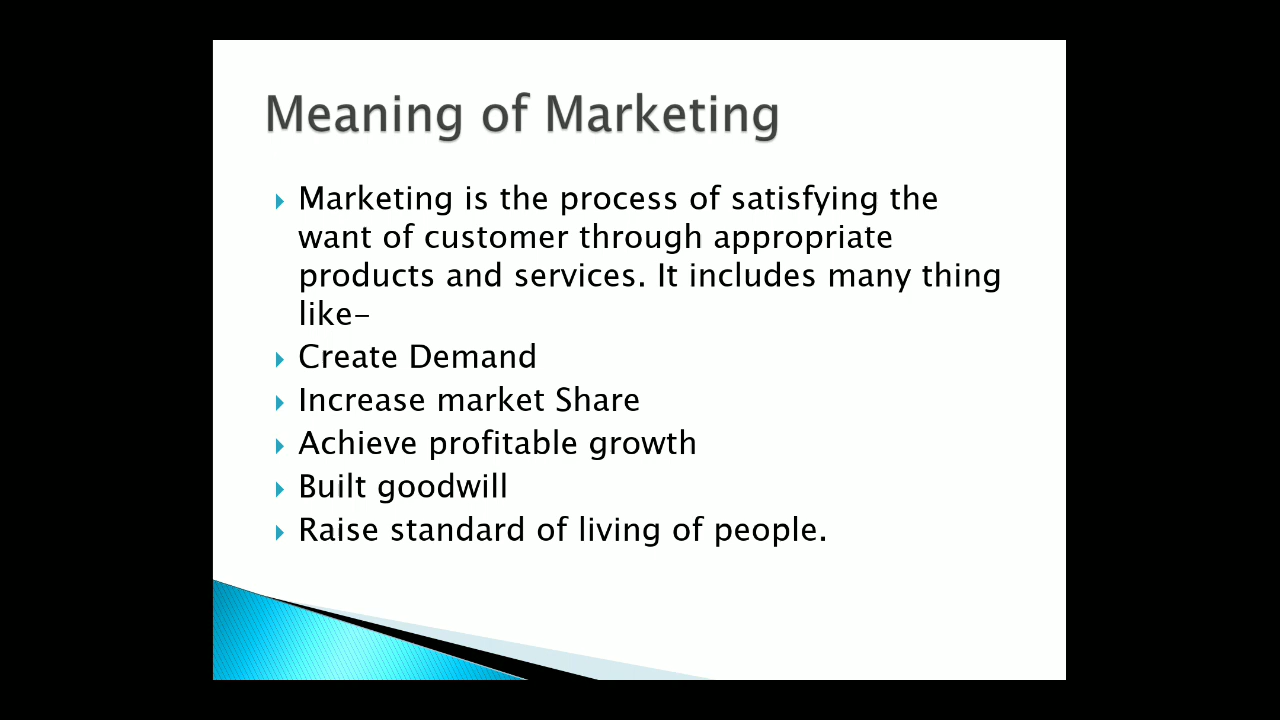 Meaning of Marketing
Marketing is the process of satisfying the
want of customer through appropriate
products and services. It includes many thing
like-
Create Demand
Increase market Share
Achieve profitable growth
Built goodwill
Raise standard of living of people.